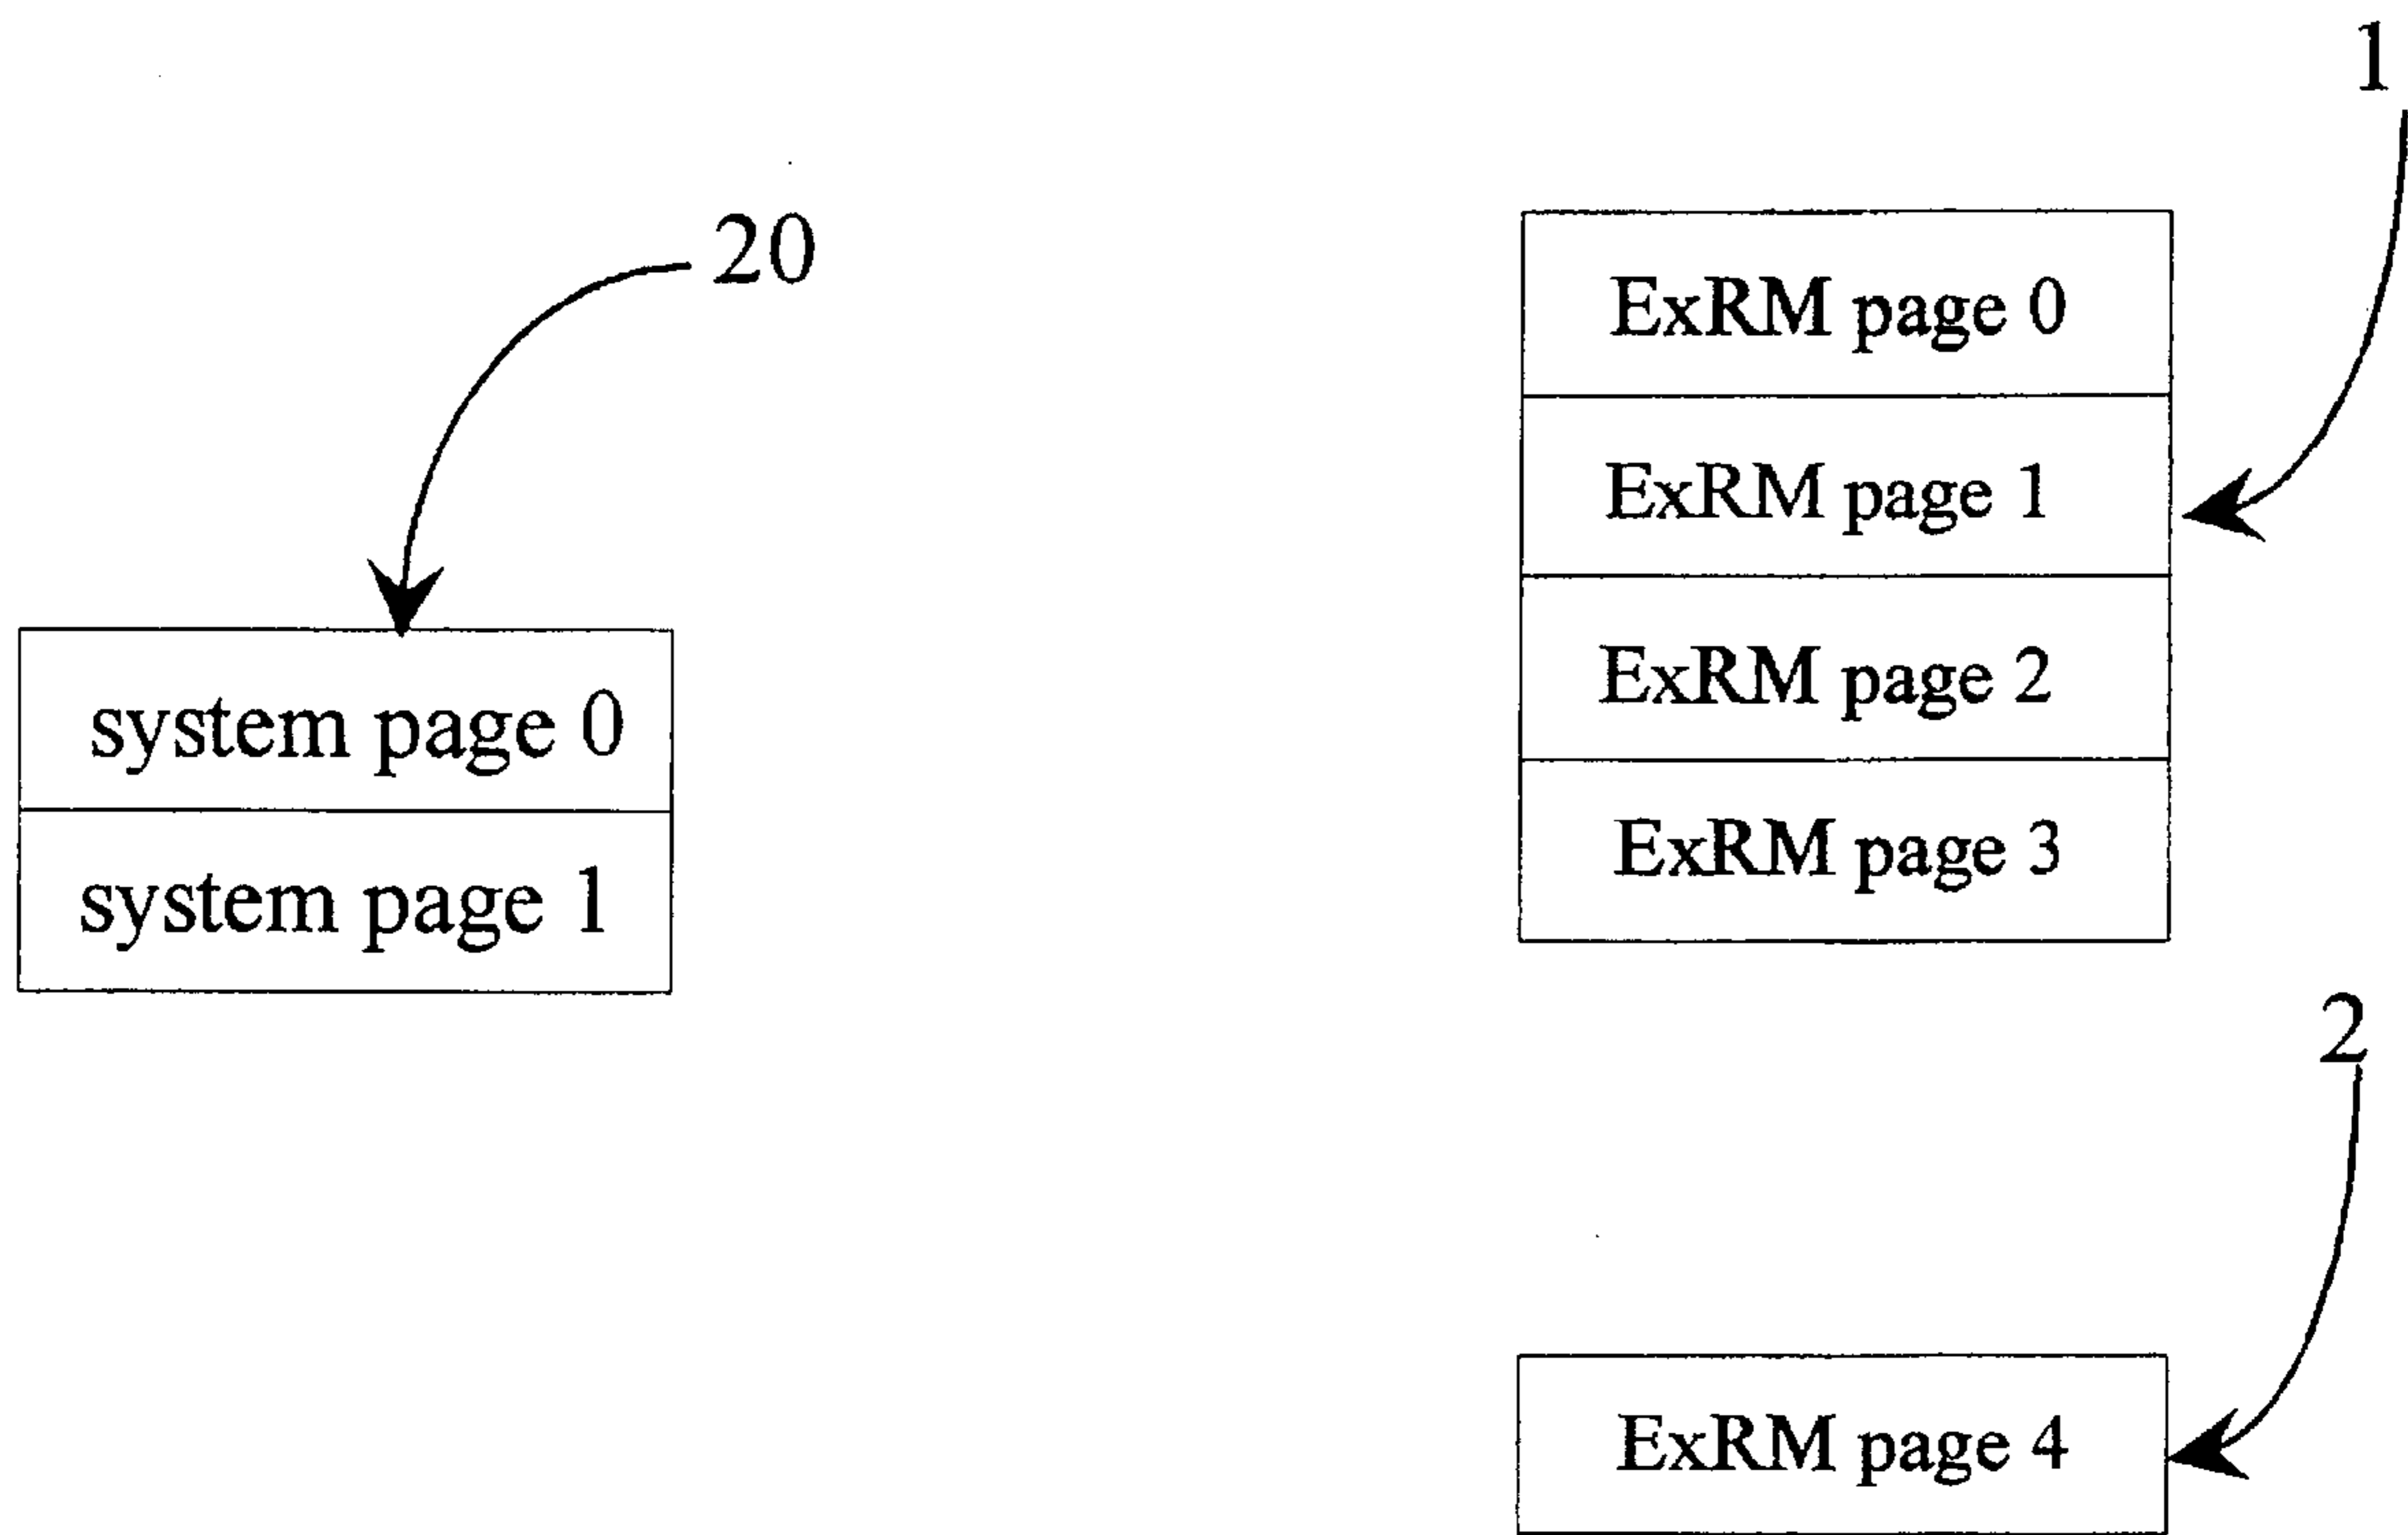 1
20
ExRM page 0
ExRM page 1
ExRM page 2
system page 0
ExRM page 3
system page 1
2
ExRM page 4